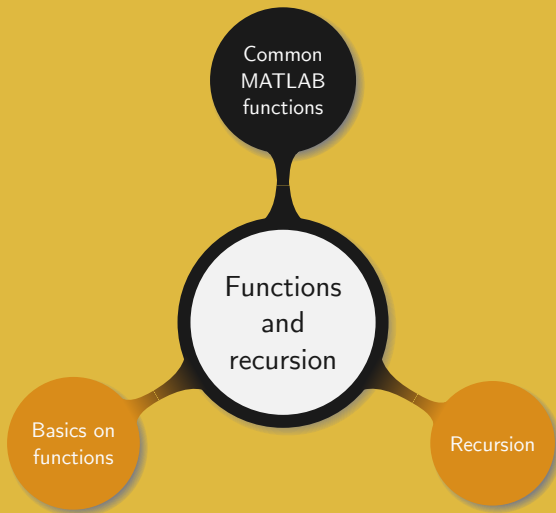 Common
MATLAB
functions
Functions
and
recursion
Basics on
functions
Recursion